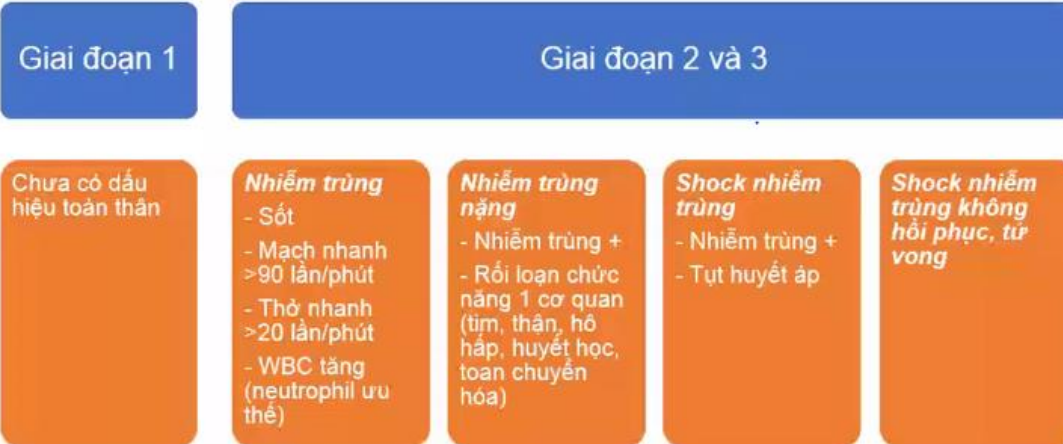 Giai đoạn 1
Giai đoạn 2 và 3
Chưa có dấu
hiệu toàn thân
Nhiễm trùng
- Sốt
- Mạch nhanh
>90 lần/phút
- Thở nhanh
>20 lần/phút
- WBC tăng
(neutrophil ưu
thế)
Nhiễm trùng
nặng
- Nhiễm trùng +
- Rối loạn chức
năng 1 cơ quan
(tim, thận, hô
hấp, huyết học,
toan chuyển
hóa)
Shock nhiễm
trùng
- Nhiễm trùng +
- Tụt huyết áp
Shock nhiễm
trùng không
hồi phục, tử
vong